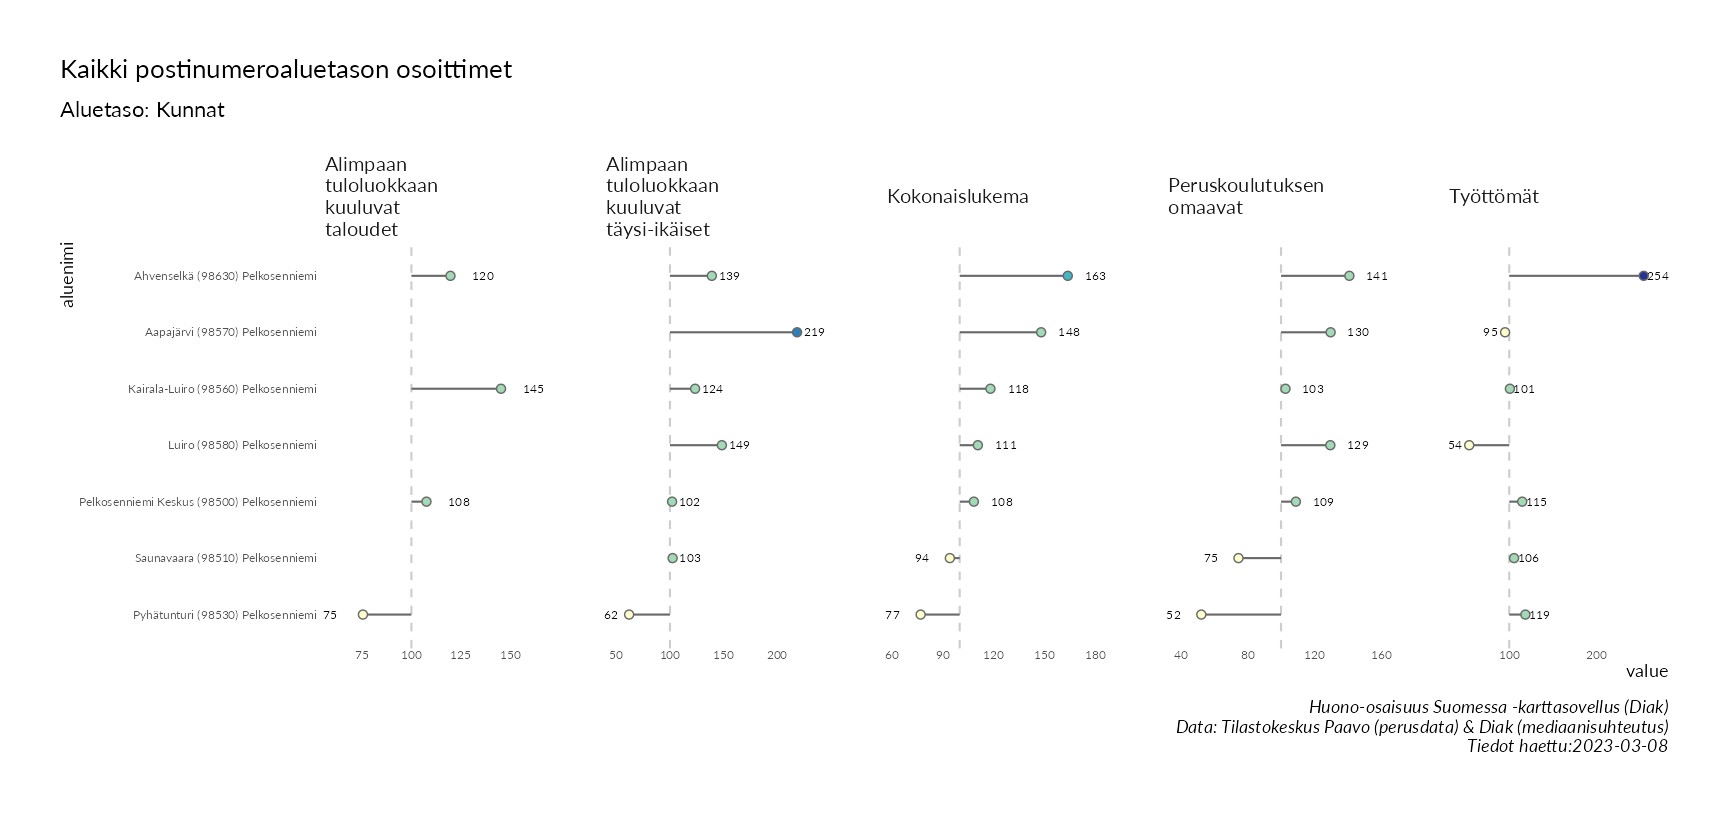 Kaikki postinumeroaluetason osoittimet
Aluetaso: Kunnat
Alimpaan
tuloluokkaan
kuuluvat
taloudet
Alimpaan
tuloluokkaan
kuuluvat
täysi-ikäiset
Kokonaislukema
Peruskoulutuksen
omaavat
Työttömät
aluenimi
Ahvenselkä (98630) Pelkosenniemi 120 139 163 141 254
Aapajärvi (98570) Pelkosenniemi 219 148 130 95
Kairala-Luiro (98560) Pelkosenniemi 145 124 118 103 101
Luiro (98580) Pelkosenniemi 149 111 129 54
Pelkosenniemi Keskus (98500) Pelkosenniemi 108 102 108 109 115
Saunavaara (98510) Pelkosenniemi 103 94 75 106
Pyhätunturi (98530) Pelkosenniemi 75 62 77 52 119
75 100 125 150 50 100 150 200 60 90 120 150 180 40 80 120 160 100 200
value
Huono-osaisuus Suomessa -karttasovellus (Diak)
Data: Tilastokeskus Paavo (perusdata) & Diak (mediaanisuhteutus)
Tiedot haettu:2023-03-08